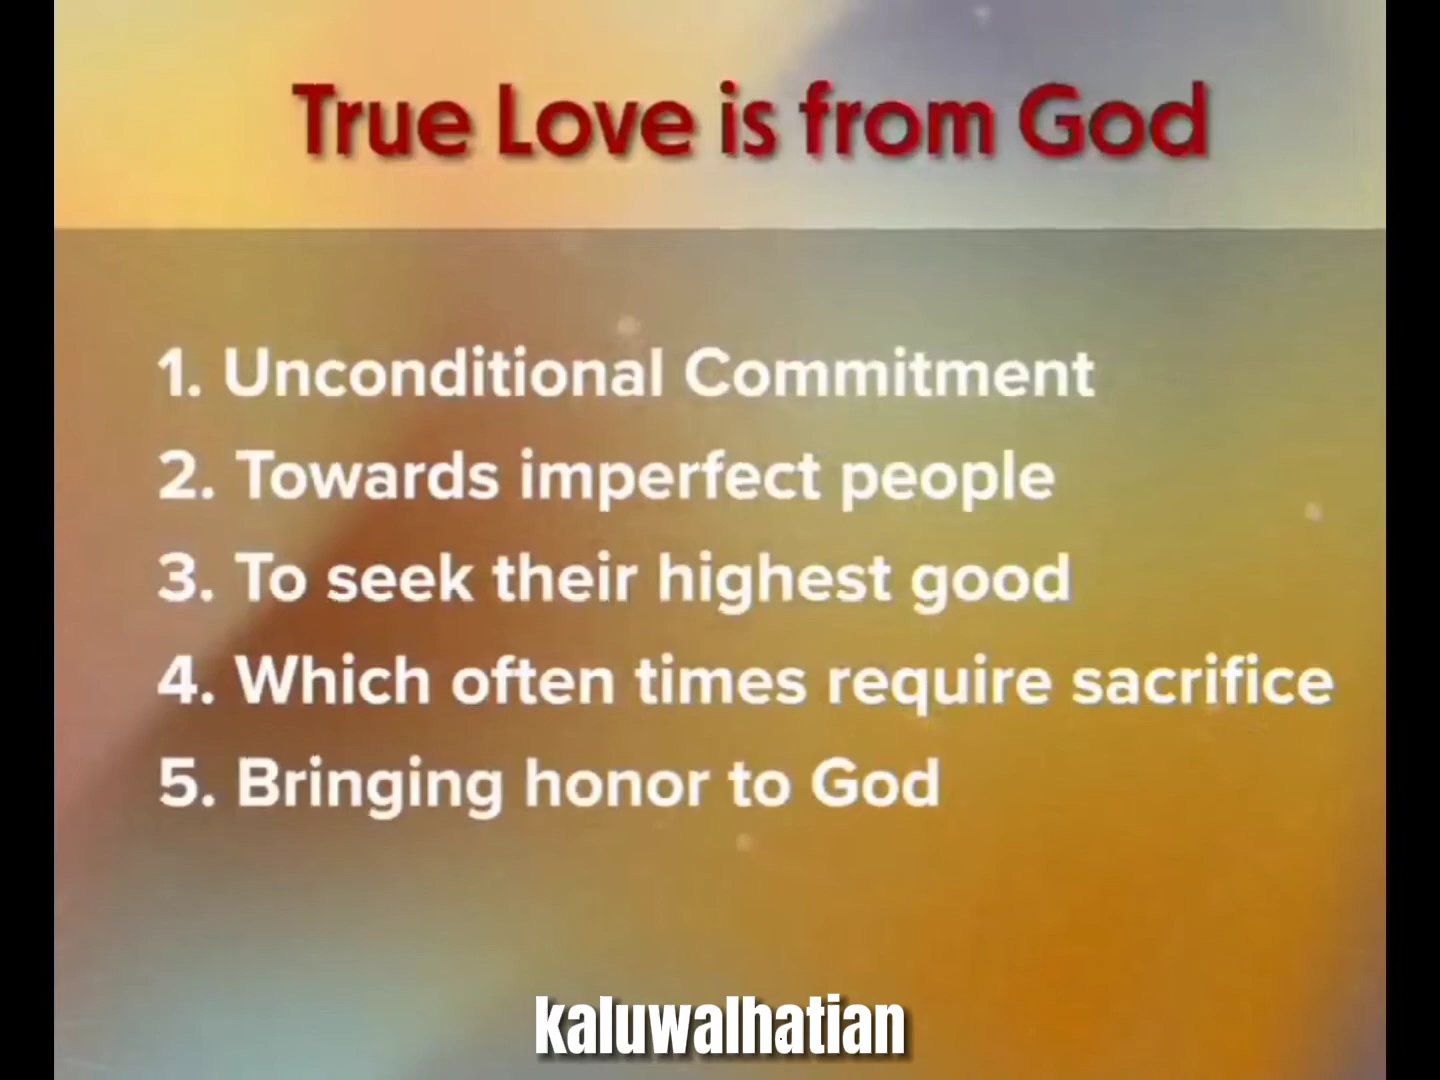 True Love is from God
1. Unconditional Commitment
2. Towards imperfect people
3. To seek their highest good
4. Which often times require sacrifice
5. Bringing honor to God
kaluwalhatian